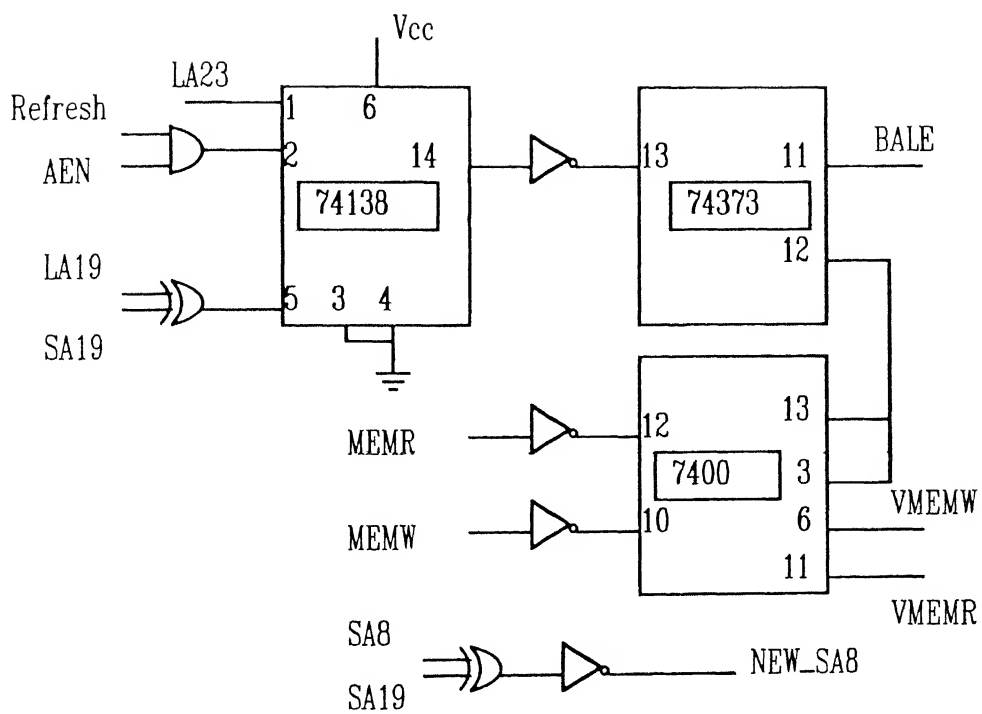 Vcc
LA23
Refresh
1
6
AEN
2
14
13
11
BALE
74138
74373
12
LA19
5
3
4
SA19
MEMR
12
13
7400
3
VMEMW
MEMW
10
6
11
VMEMR
SA8
NEW_SA8
SA19